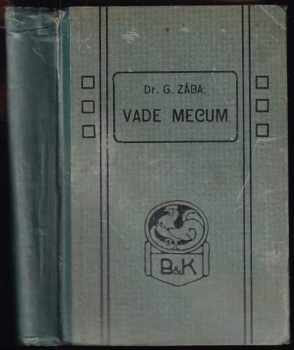 Dr. G. ZÁBA:
VADE MECUM
B&K